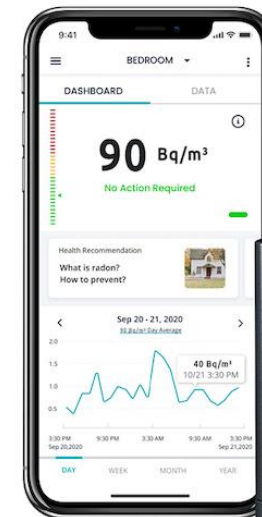 9:41
BEDROOM
DASHBOARD DATA
90 Bq/m³
No Action Required
Health Recommendation
What is radon?
How to prevent?
Sep 20 - 21, 2020
90 Bq/m³ Day Average
2.0
1.5
40 Bq/m³
10/21 3:30 PM
1.0
0.5
3:30 PM 9:30 PM 3:30 AM 9:30 AM 3:30 PM
Sep 20,2020 Sep 21,2020
DAY WEEK MONTH YEAR